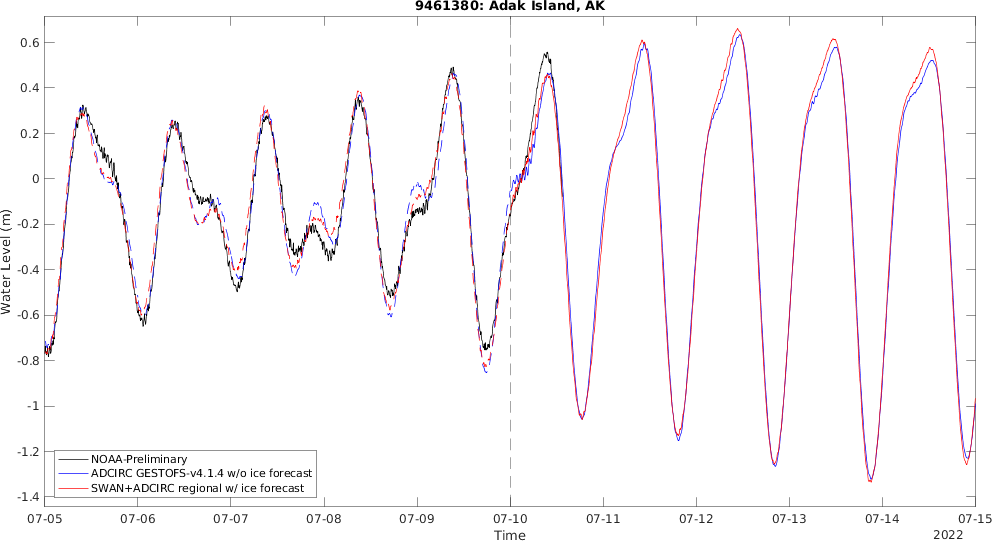 9461380: Adak Island, AK
Water Level (m)
0.6
0.4
0.2
0
-0.2
-0.4
-0.6
-0.8
-1
-1.2
-1.4
NOAA-Preliminary
ADCIRC GESTOFS-v4.1.4 w/o ice forecast
SWAN+ADCIRC regional w/ ice forecast
07-05 07-06 07-07 07-08 07-09 07-10 07-11 07-12 07-13 07-14 07-15
Time
2022